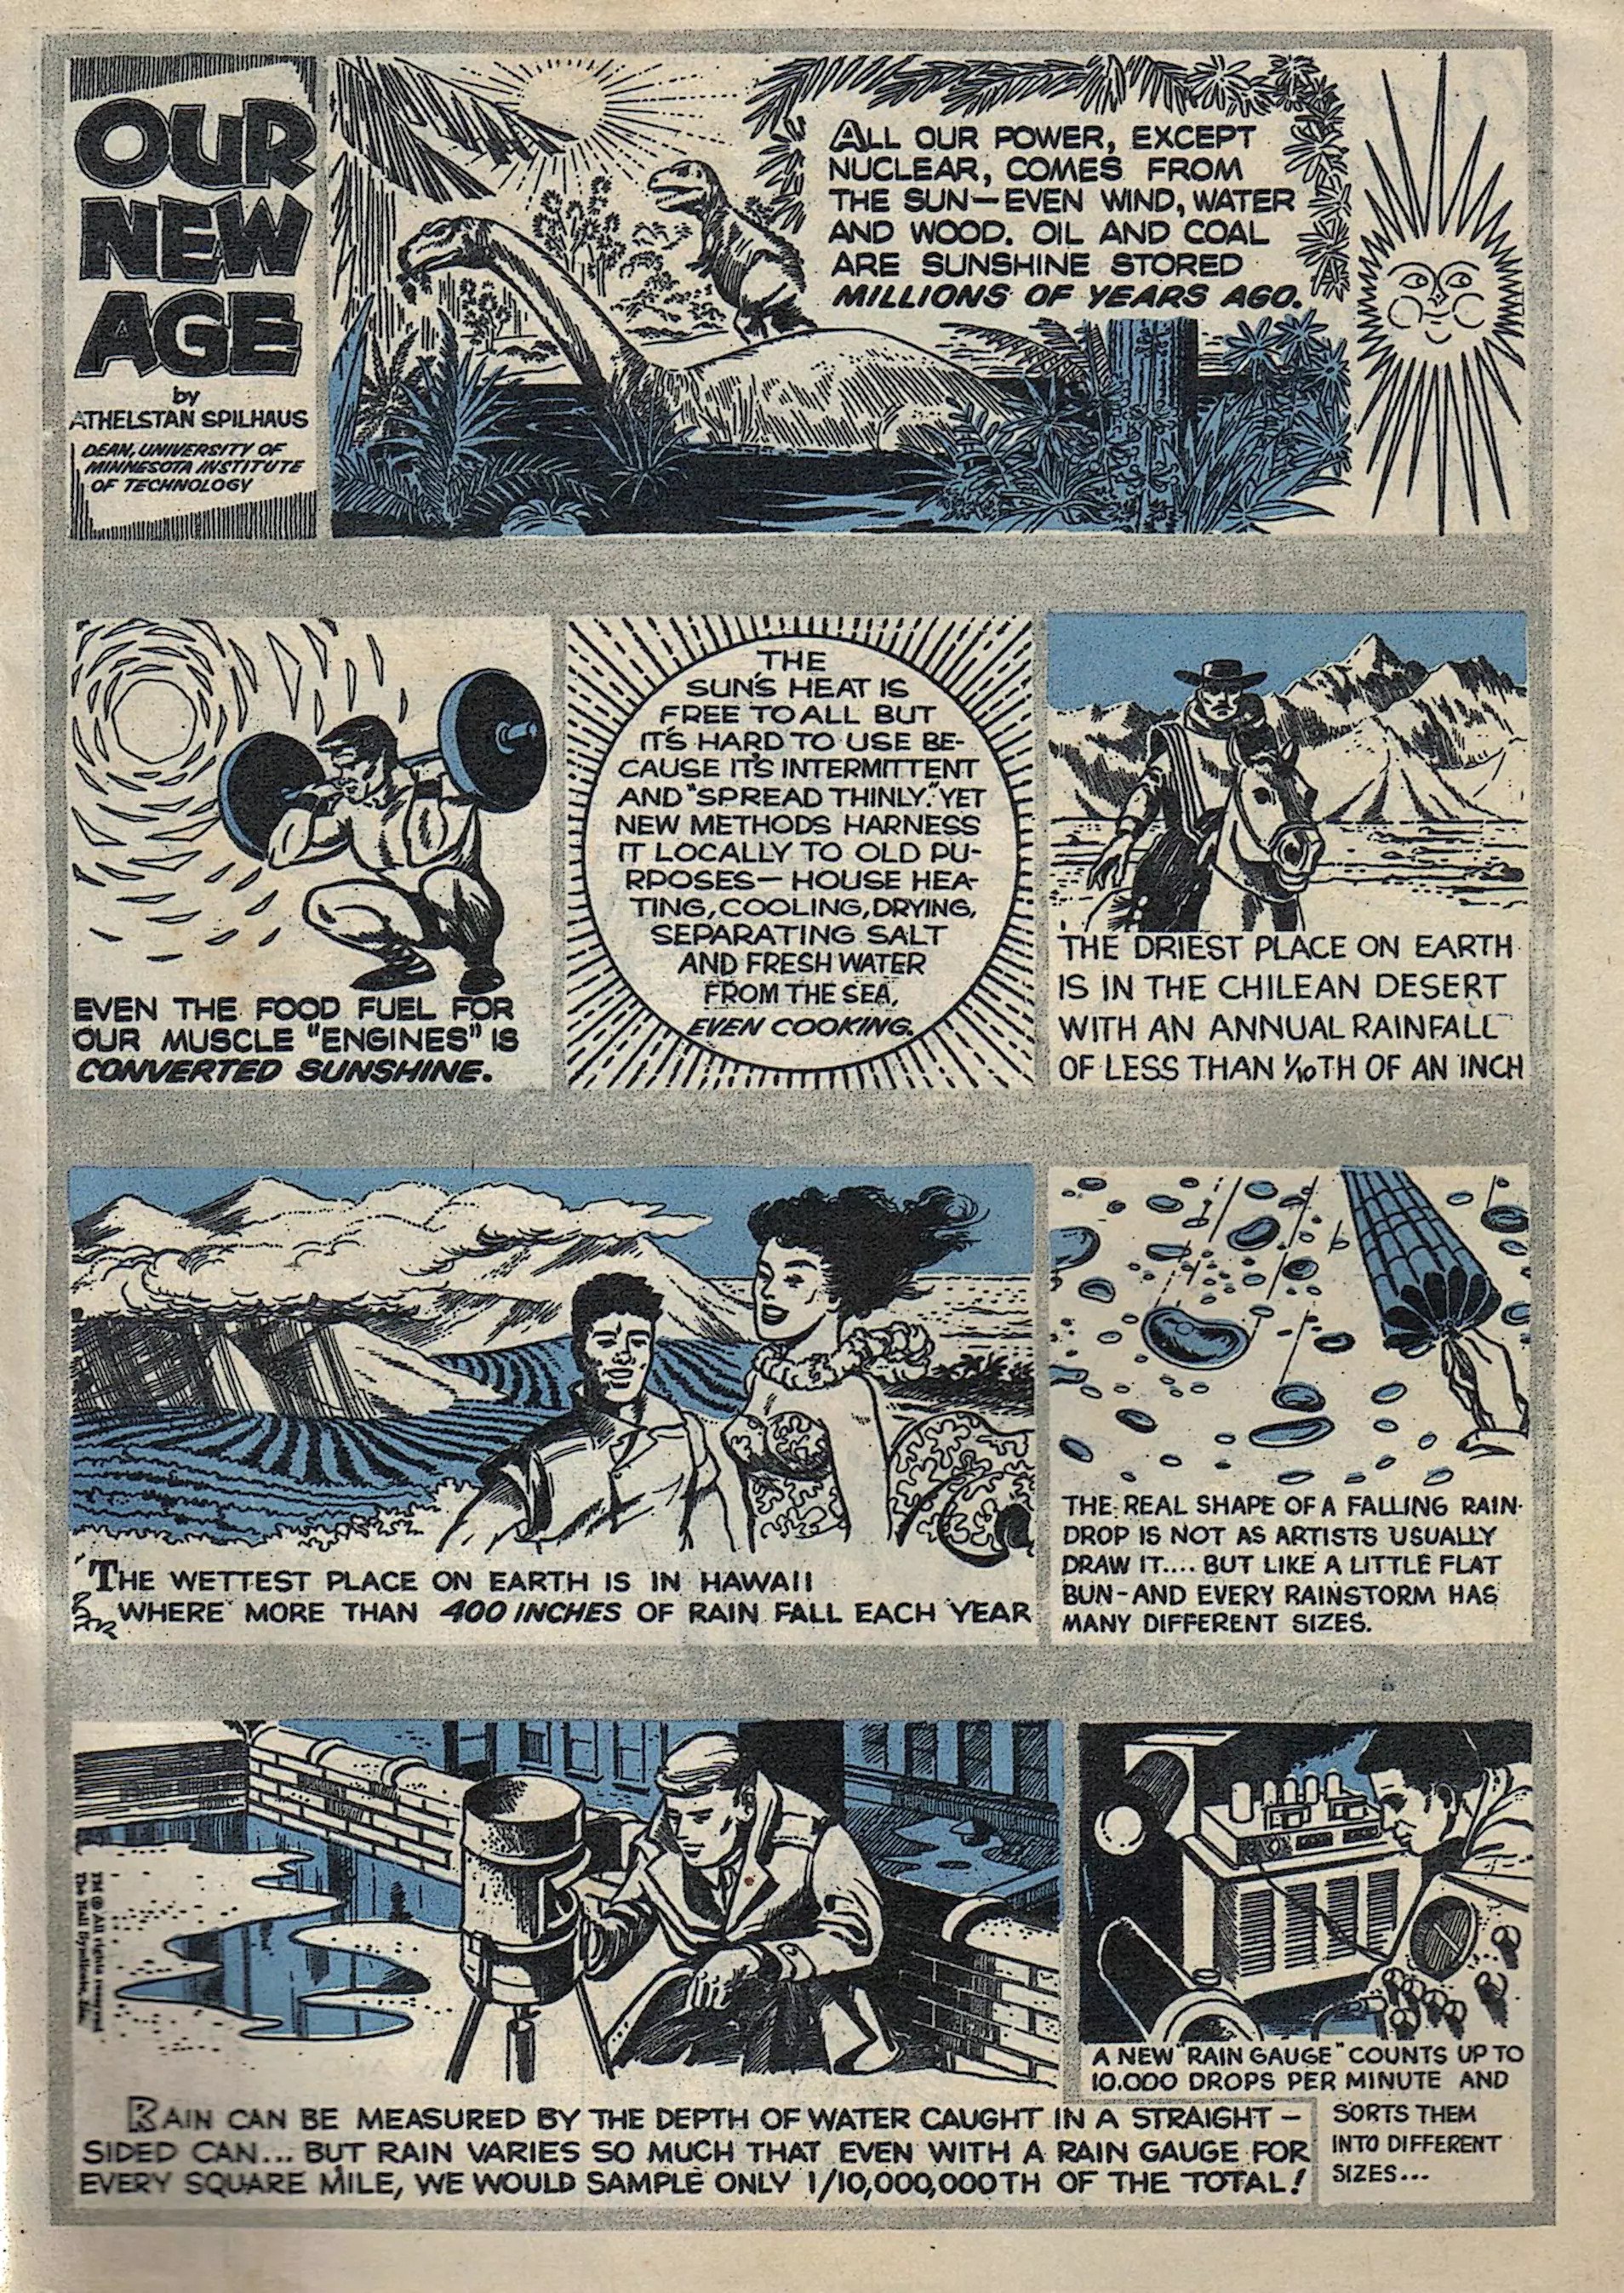 OUR
NEW
AGE
by
ATHELSTAN SPILHAUS
DEAN, UNIVERSITY OF
MINNESOTA INSTITUTE
OF TECHNOLOGY
ALL OUR POWER, EXCEPT
NUCLEAR, COMES FROM
THE SUN—EVEN WIND, WATER
AND WOOD. OIL AND COAL
ARE SUNSHINE STORED
MILLIONS OF YEARS AGO.
EVEN THE FOOD FUEL FOR
OUR MUSCLE "ENGINES" IS
CONVERTED SUNSHINE.
THE
SUN'S HEAT IS
FREE TO ALL BUT
IT'S HARD TO USE BE-
CAUSE IT'S INTERMITTENT
AND "SPREAD THINLY." YET
NEW METHODS HARNESS
IT LOCALLY TO OLD PU-
RPOSES— HOUSE HEA-
TING, COOLING, DRYING,
SEPARATING SALT
AND FRESH WATER
FROM THE SEA,
EVEN COOKING.
THE DRIEST PLACE ON EARTH
IS IN THE CHILEAN DESERT
WITH AN ANNUAL RAINFALL
OF LESS THAN 1/10TH OF AN INCH
THE WETTEST PLACE ON EARTH IS IN HAWAII
WHERE MORE THAN 400 INCHES OF RAIN FALL EACH YEAR
THE REAL SHAPE OF A FALLING RAIN-
DROP IS NOT AS ARTISTS USUALLY
DRAW IT.... BUT LIKE A LITTLE FLAT
BUN-AND EVERY RAINSTORM HAS
MANY DIFFERENT SIZES.
TM ® All rights reserved
The Hall Syndicate, Inc.
RAIN CAN BE MEASURED BY THE DEPTH OF WATER CAUGHT IN A STRAIGHT –
SIDED CAN... BUT RAIN VARIES SO MUCH THAT EVEN WITH A RAIN GAUGE FOR
EVERY SQUARE MILE, WE WOULD SAMPLE ONLY 1/10,000,000TH OF THE TOTAL!
A NEW "RAIN GAUGE" COUNTS UP TO
10.000 DROPS PER MINUTE AND
SORTS THEM
INTO DIFFERENT
SIZES...